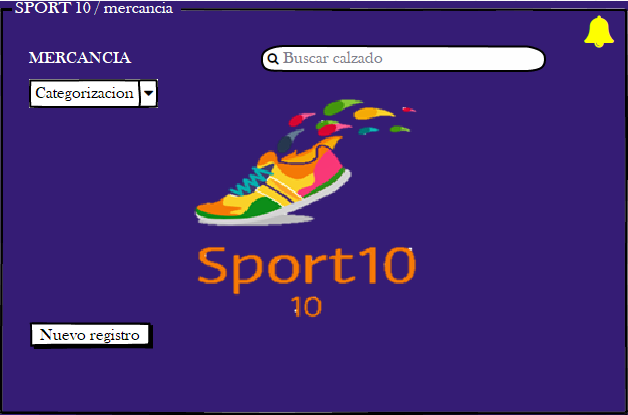 SPORT 10 / mercancia
MERCANCIA
Buscar calzado
Categorizacion
Sport10
10
Nuevo registro